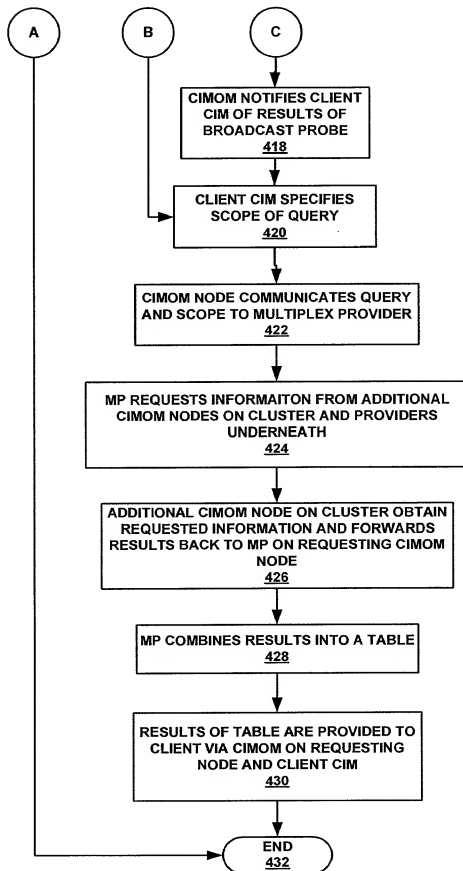 A
B
C
CIMOM NOTIFIES CLIENT
CIM OF RESULTS OF
BROADCAST PROBE
418
CLIENT CIM SPECIFIES
SCOPE OF QUERY
420
CIMOM NODE COMMUNICATES QUERY
AND SCOPE TO MULTIPLEX PROVIDER
422
MP REQUESTS INFORMAITON FROM ADDITIONAL
CIMOM NODES ON CLUSTER AND PROVIDERS
UNDERNEATH
424
ADDITIONAL CIMOM NODE ON CLUSTER OBTAIN
REQUESTED INFORMATION AND FORWARDS
RESULTS BACK TO MP ON REQUESTING CIMOM
NODE
426
MP COMBINES RESULTS INTO A TABLE
428
RESULTS OF TABLE ARE PROVIDED TO
CLIENT VIA CIMOM ON REQUESTING
NODE AND CLIENT CIM
430
END
432